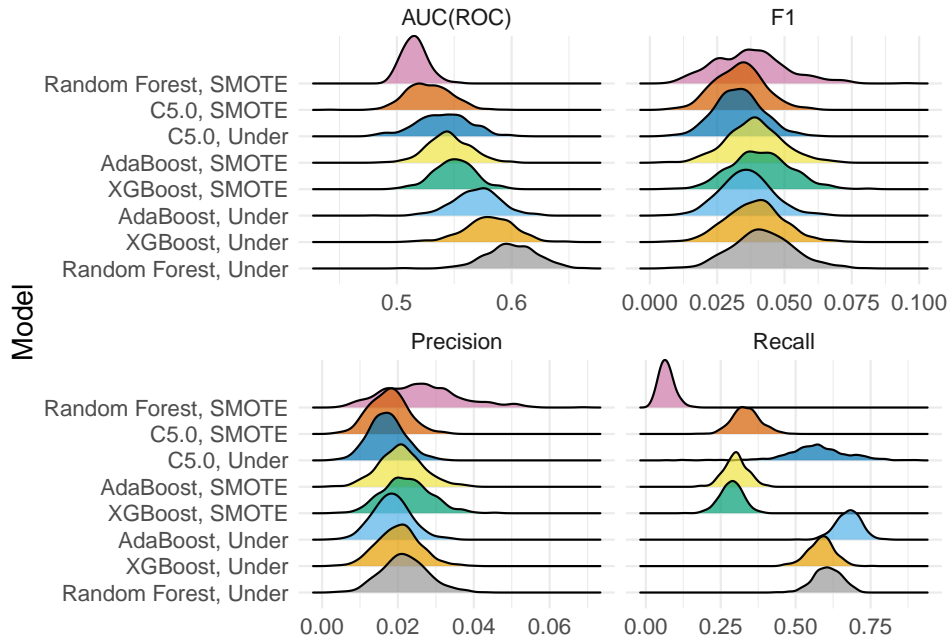 AUC(ROC) F1
Random Forest, SMOTE
C5.0, SMOTE
C5.0, Under
AdaBoost, SMOTE
XGBoost, SMOTE
AdaBoost, Under
XGBoost, Under
Random Forest, Under
0.5 0.6 0.000 0.025 0.050 0.075 0.100
Model
Precision Recall
Random Forest, SMOTE
C5.0, SMOTE
C5.0, Under
AdaBoost, SMOTE
XGBoost, SMOTE
AdaBoost, Under
XGBoost, Under
Random Forest, Under
0.00 0.02 0.04 0.06 0.00 0.25 0.50 0.75